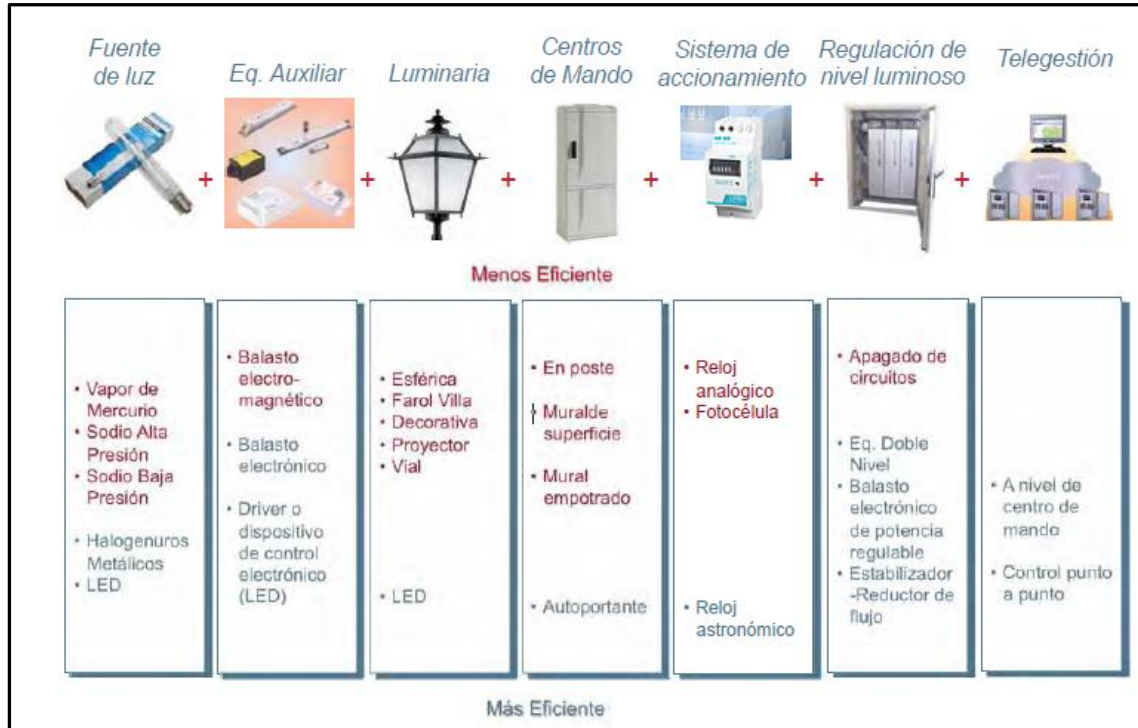 Fuente
de luz
Eq. Auxiliar
Luminaria
Centros
de Mando
Sistema de
accionamiento
Regulación de
nivel luminoso
Telegestión
+
+
+
+
+
+
Menos Eficiente
• Vapor de
Mercurio
• Sodio Alta
Presión
• Sodio Baja
Presión
• Halogenuros
Metálicos
• LED
• Balasto
electro-
magnético
• Balasto
electrónico
• Driver o
dispositivo
de control
electrónico
(LED)
• Esférica
• Farol Villa
• Decorativa
• Proyector
• Vial
• LED
• En poste
• Muralde
superficie
• Mural
empotrado
• Autoportante
• Reloj
analógico
• Fotocélula
• Reloj
astronómico
• Apagado de
circuitos
• Eq. Doble
Nivel
• Balasto
electrónico
de potencia
regulable
• Estabilizador
-Reductor de
flujo
• A nivel de
centro de
mando
• Control punto
a punto
Más Eficiente